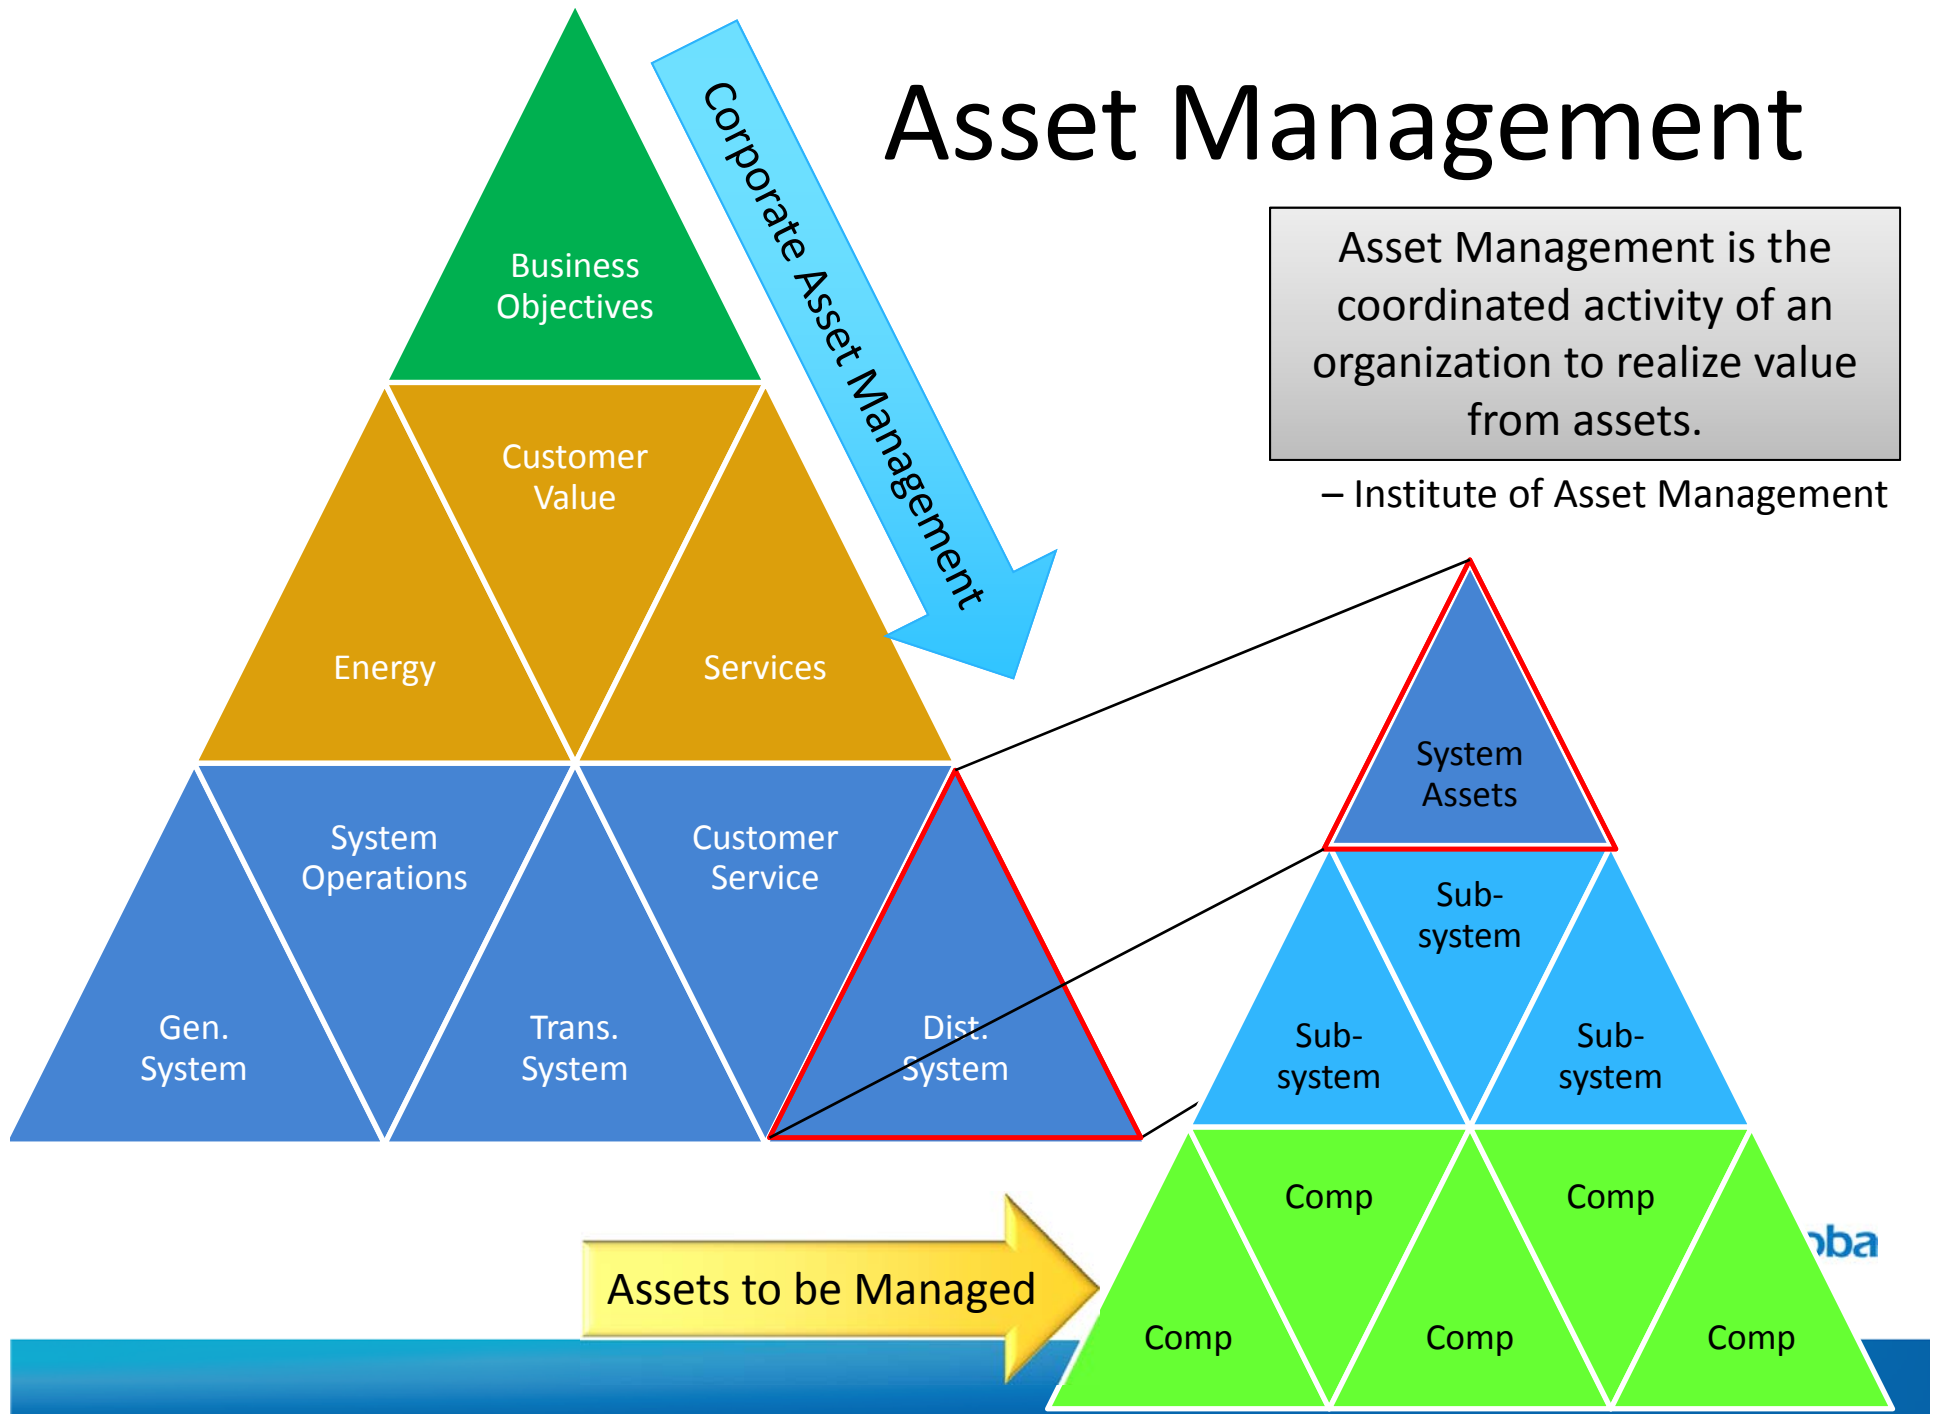 Asset Management
Corporate Asset Management
Asset Management is the
coordinated activity of an
organization to realize value
from assets.
– Institute of Asset Management
Business
Objectives
Customer
Value
Energy
Services
System
Operations
Customer
Service
Gen.
System
Trans.
System
Dist.
System
System
Assets
Sub-
system
Sub-
system
Sub-
system
Comp
Comp
Assets to be Managed
Comp
Comp
Comp